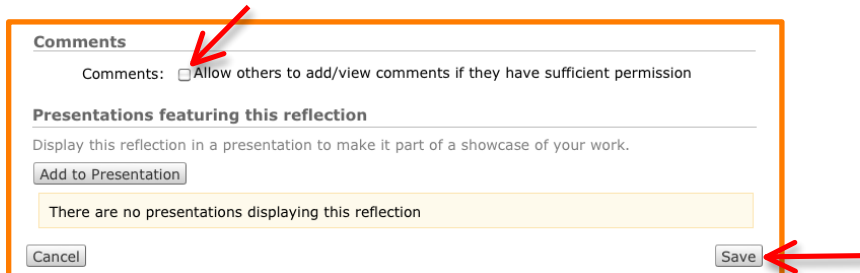 Comments
Comments: Allow others to add/view comments if they have sufficient permission
Presentations featuring this reflection
Display this reflection in a presentation to make it part of a showcase of your work.
Add to Presentation
There are no presentations displaying this reflection
Cancel Save